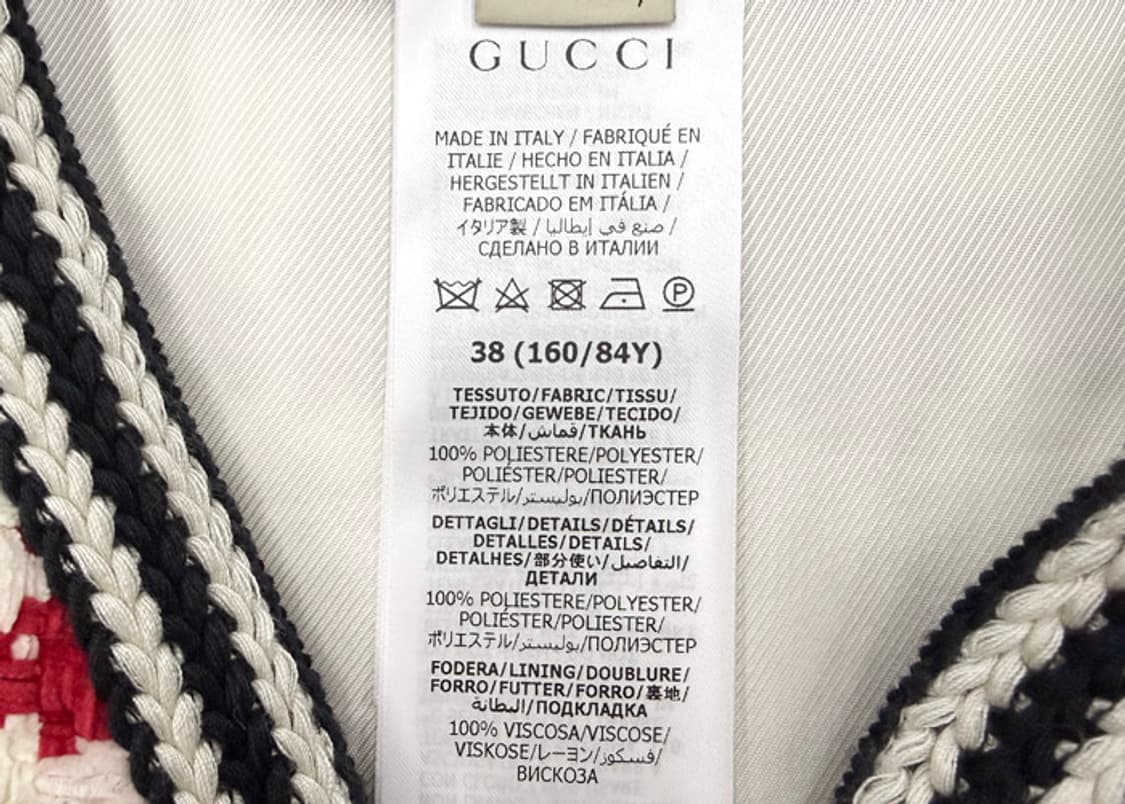 GUCCI
MADE IN ITALY / FABRIQUÉ EN
ITALIE / HECHO EN ITALIA /
HERGESTELLT IN ITALIEN /
FABRICADO EM ITÁLIA /
イタリア製 / صنع في إيطاليا /
СДЕЛАНО В ИТАЛИИ
P
38 (160/84Y)
TESSUTO/FABRIC/TISSU/
TEJIDO/GEWEBE/TECIDO/
本体/قماش/ТКАНЬ
100% POLIESTERE/POLYESTER/
POLIÉSTER/POLIESTER/
ポリエステル/بوليستر/ПОЛИЭСТЕР
DETTAGLI/DETAILS/DÉTAILS/
DETALLES/DETAILS/
DETALHES/部分使い/التفاصيل/
ДЕТАЛИ
100% POLIESTERE/POLYESTER/
POLIÉSTER/POLIESTER/
ポリエステル/بوليستر/ПОЛИЭСТЕР
FODERA/LINING/DOUBLURE/
FORRO/FUTTER/FORRO/裏地/
البطانة/ПОДКЛАДКА
100% VISCOSA/VISCOSE/
VISKOSE/レーヨン/فسكوز/
ВИСКОЗА